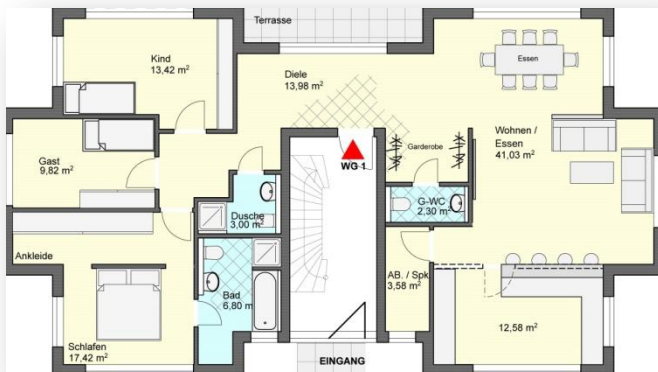 Terrasse
Kind
13,42 m²
Diele
13,98 m²
Essen
Gast
9,82 m²
WG 1
Garderobe
Wohnen /
Essen
41,03 m²
Dusche
3,00 m²
G-WC
2,30 m²
Ankleide
AB. / Spk
3,58 m²
Bad
6,80 m
12,58 m²
Schlafen
17,42 m²
EINGANG